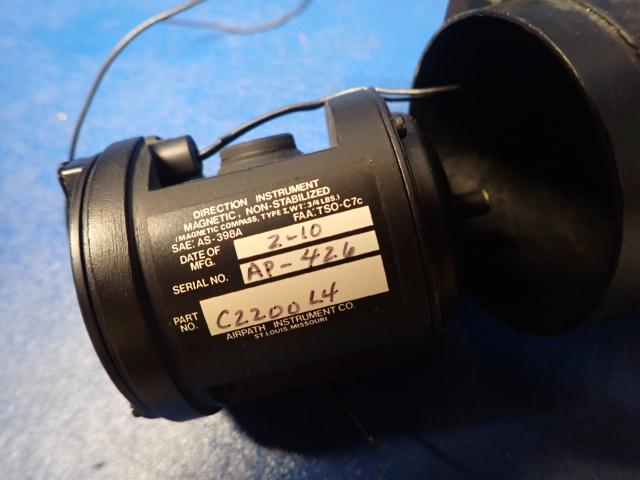 DIRECTION INSTRUMENT
MAGNETIC, NON-STABILIZED
(MAGNETIC COMPASS, TYPE I, WT: 3/4 LBS.)
SAE: AS-398A FAA: TSO-C7c
DATE OF MFG. 2-10
SERIAL NO. AP-426
PART NO. C2200 L4
AIRPATH INSTRUMENT CO.
ST. LOUIS, MISSOURI